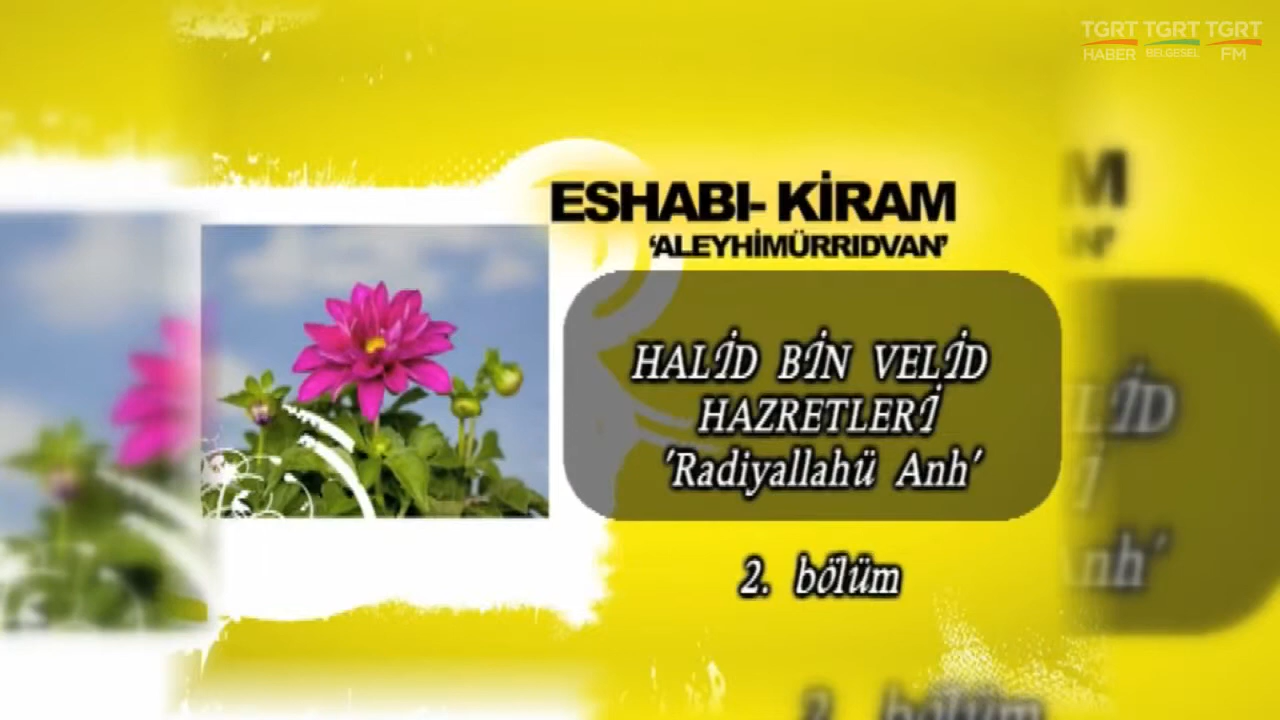 TGRT TGRT TGRT
HABER BELGESEL FM
ESHABI- KİRAM
‘ALEYHİMÜRRIDVAN’
HALİD BİN VELİD
HAZRETLERİ
'Radiyallahü Anh'
2. bölüm